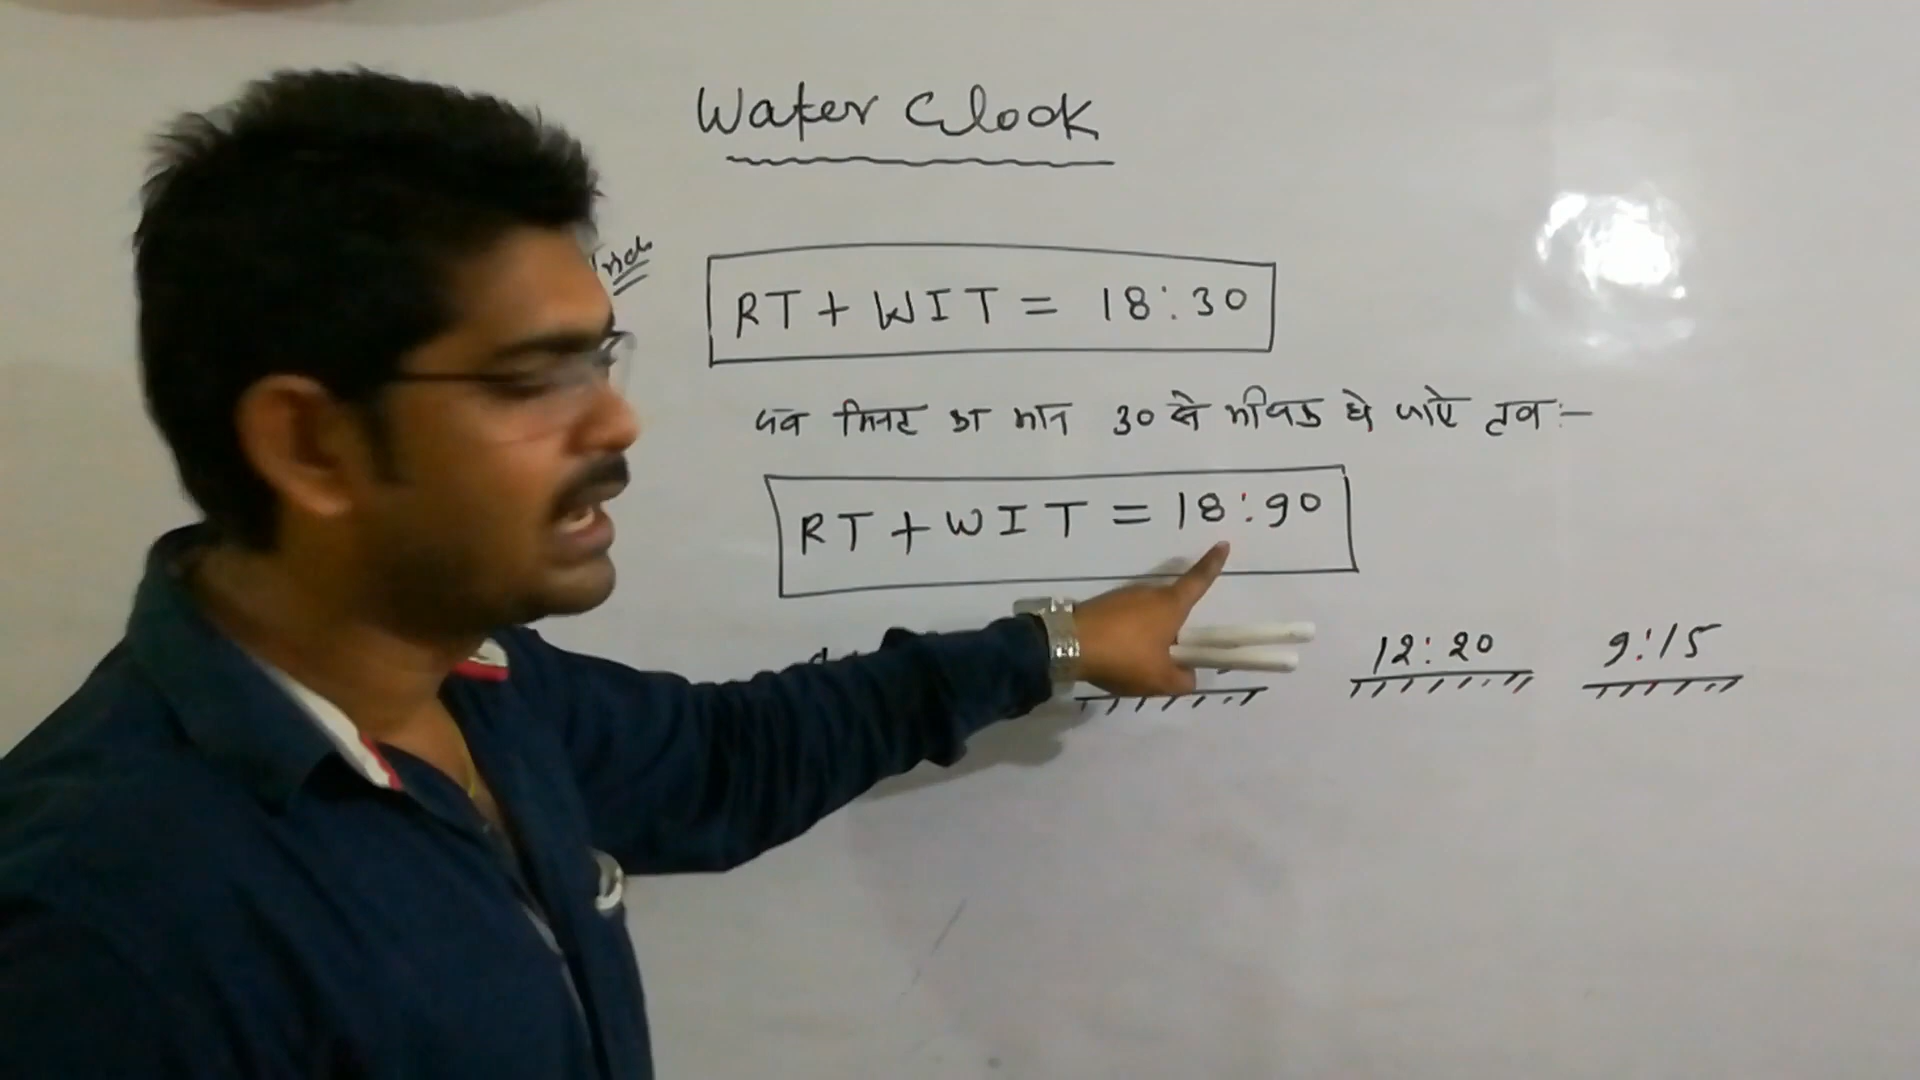 Water Clock
RT + WIT = 18:30
जब मिनट का मान 30 से अधिक हो जाऐ तब :-
RT + WIT = 18:90
12:20 9:15